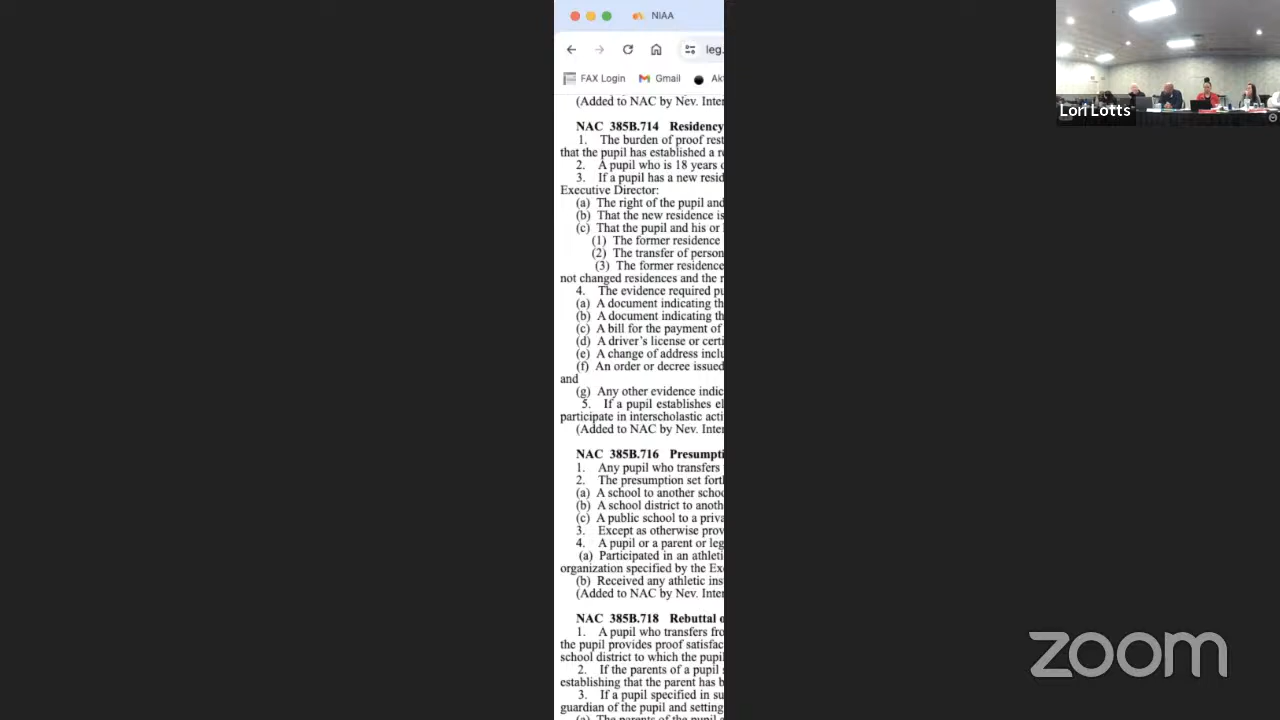 NIAA
leg.
FAX Login
Gmail
(Added to NAC by Nev. Inter
NAC 385B.714 Residency
1. The burden of proof rest
that the pupil has established a re
2. A pupil who is 18 years o
3. If a pupil has a new resid
Executive Director:
(a) The right of the pupil and
(b) That the new residence is
(c) That the pupil and his or
(1) The former residence
(2) The transfer of person
(3) The former residence
not changed residences and the r
4. The evidence required pu
(a) A document indicating th
(b) A document indicating th
(c) A bill for the payment of
(d) A driver's license or certi
(e) A change of address inclu
(f) An order or decree issued
and
(g) Any other evidence indic
5. If a pupil establishes el
participate in interscholastic acti
(Added to NAC by Nev. Inter
NAC 385B.716 Presumpti
1. Any pupil who transfers
2. The presumption set forth
(a) A school to another schoo
(b) A school district to anoth
(c) A public school to a priva
3. Except as otherwise prov
4. A pupil or a parent or leg
(a) Participated in an athleti
organization specified by the Ex
(b) Received any athletic ins
(Added to NAC by Nev. Inter
NAC 385B.718 Rebuttal o
1. A pupil who transfers fro
the pupil provides proof satisfac
school district to which the pupil
2. If the parents of a pupil
establishing that the parent has b
3. If a pupil specified in su
guardian of the pupil and setting
(a) The parents of the pupil
Lori Lotts
zoom